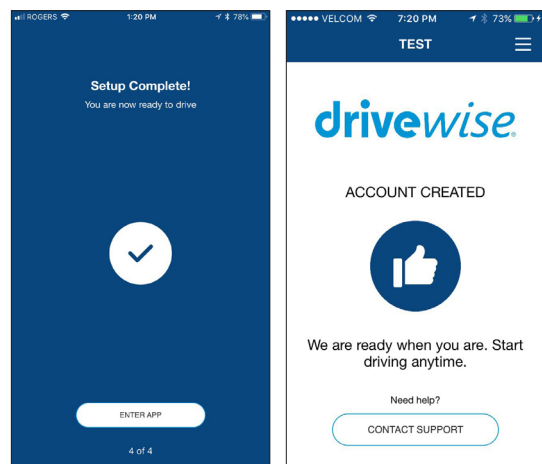 ROGERS 1:20 PM 78%
Setup Complete!
You are now ready to drive
ENTER APP
4 of 4
VELCOM 7:20 PM 73%
TEST
drivewise.
ACCOUNT CREATED
We are ready when you are. Start
driving anytime.
Need help?
CONTACT SUPPORT